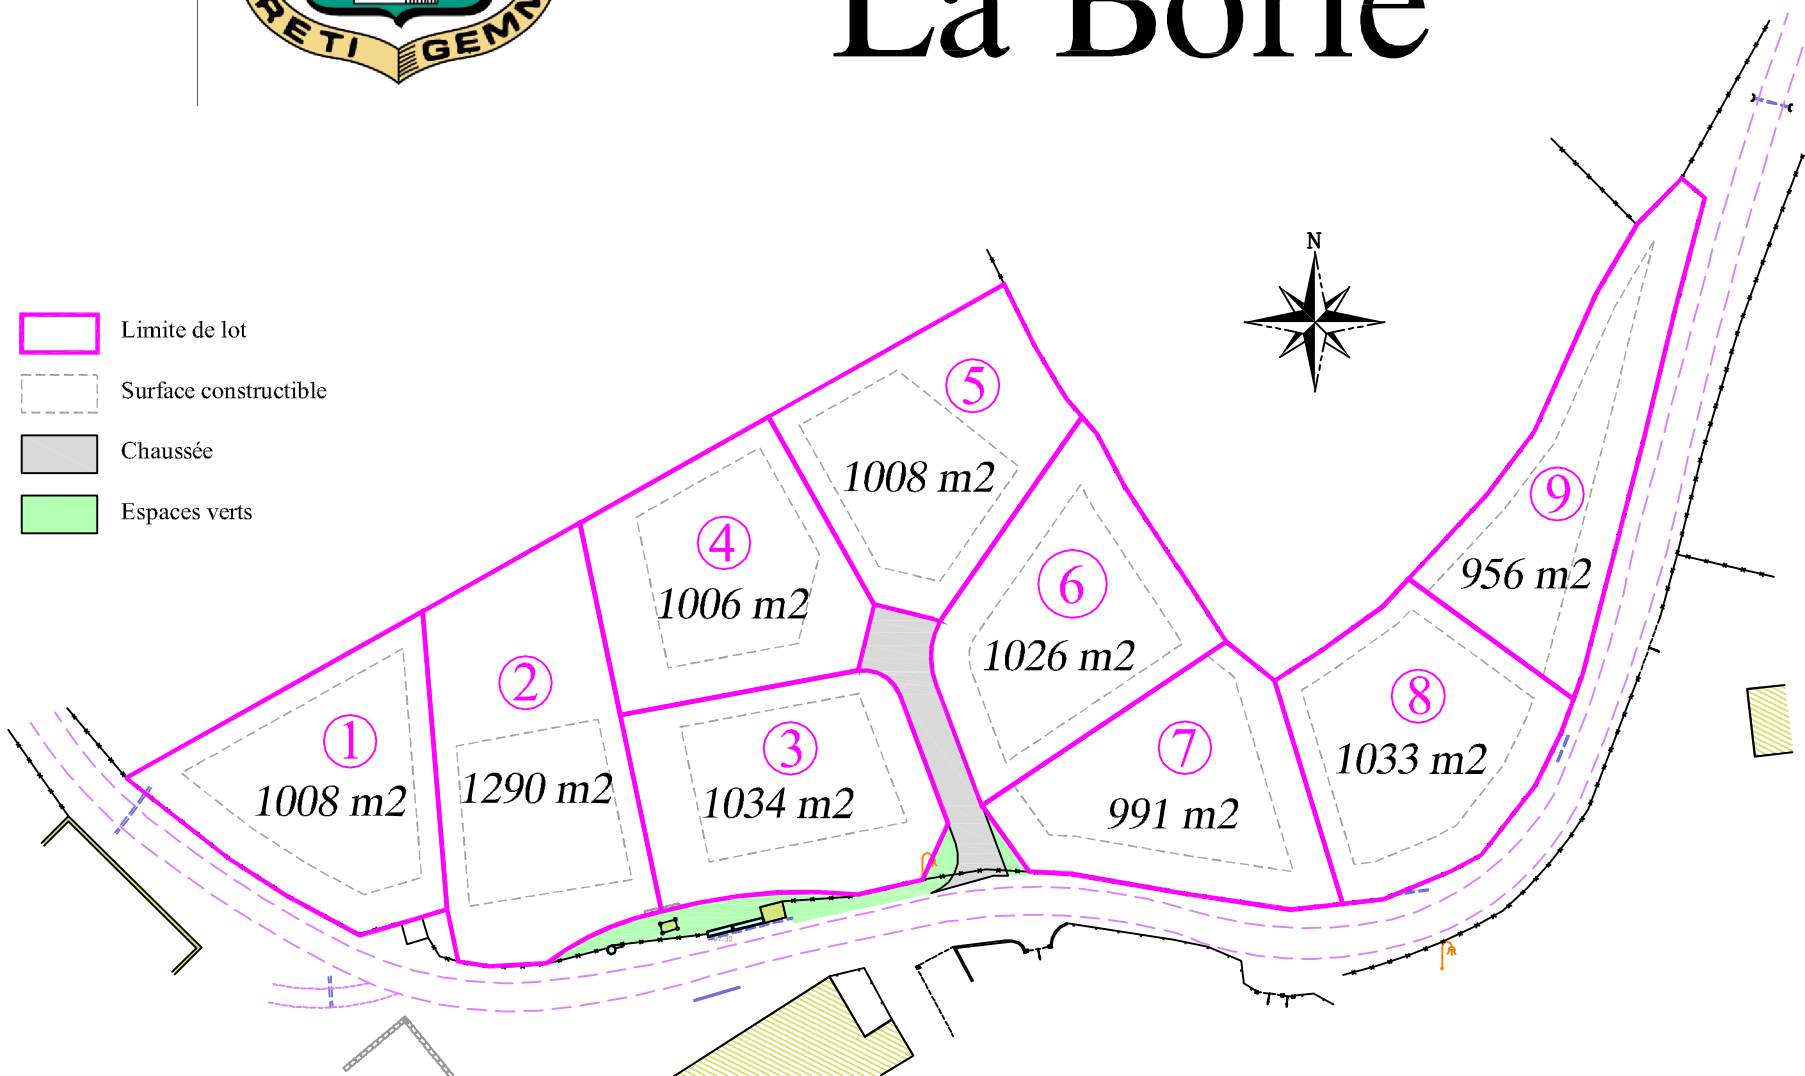 RETI GEMM
La Borie
N
Limite de lot
Surface constructible
Chaussée
Espaces verts
5
1008 m2
4
1006 m2
9
956 m2
6
1026 m2
2
1290 m2
8
1033 m2
1
1008 m2
3
1034 m2
7
991 m2